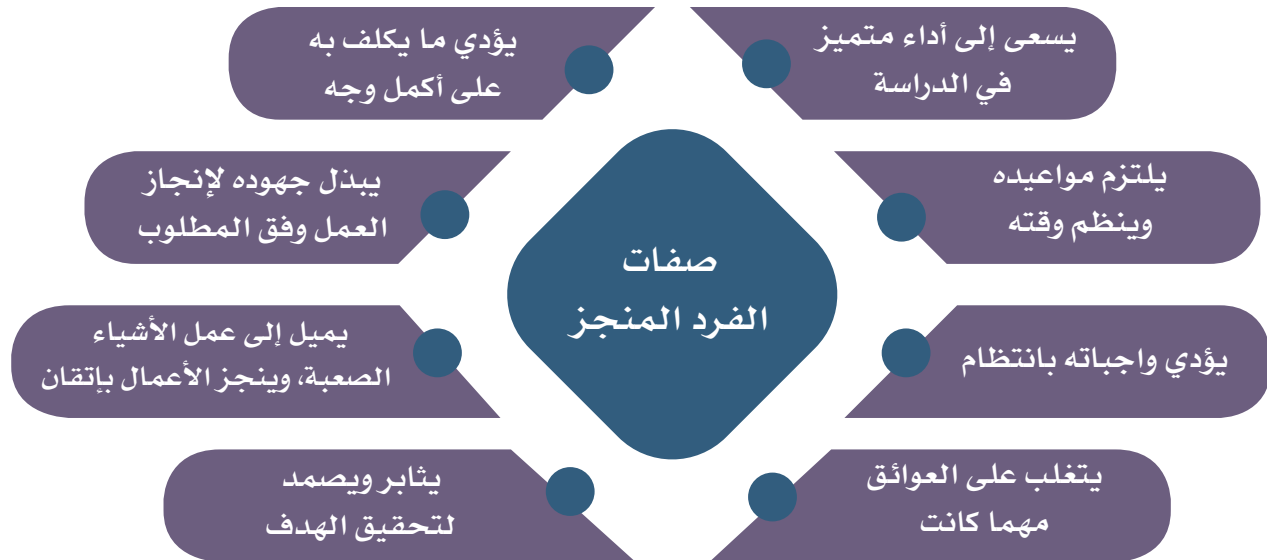 صفات
الفرد المنجز
يسعى إلى أداء متميز
في الدراسة
يؤدي ما يكلف به
على أكمل وجه
يلتزم مواعيده
وينظم وقته
يبذل جهوده لإنجاز
العمل وفق المطلوب
يؤدي واجباته بانتظام
يميل إلى عمل الأشياء
الصعبة، وينجز الأعمال بإتقان
يتغلب على العوائق
مهما كانت
يثابر ويصمد
لتحقيق الهدف